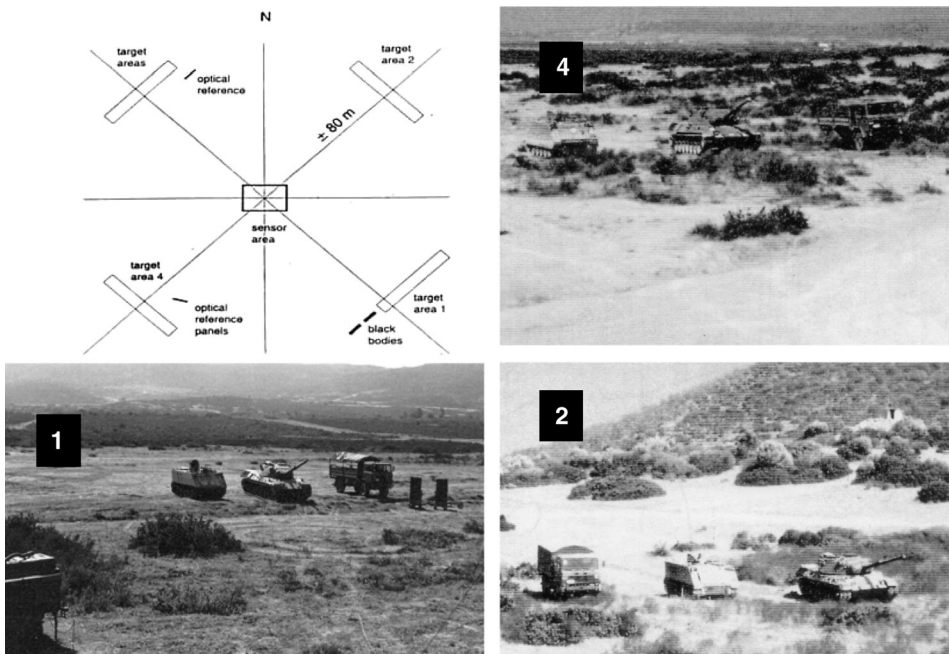 N
target
areas
optical
reference
target
area 2
± 80 m
sensor
area
target
area 4
optical
reference
panels
target
area 1
black
bodies
4
1
2